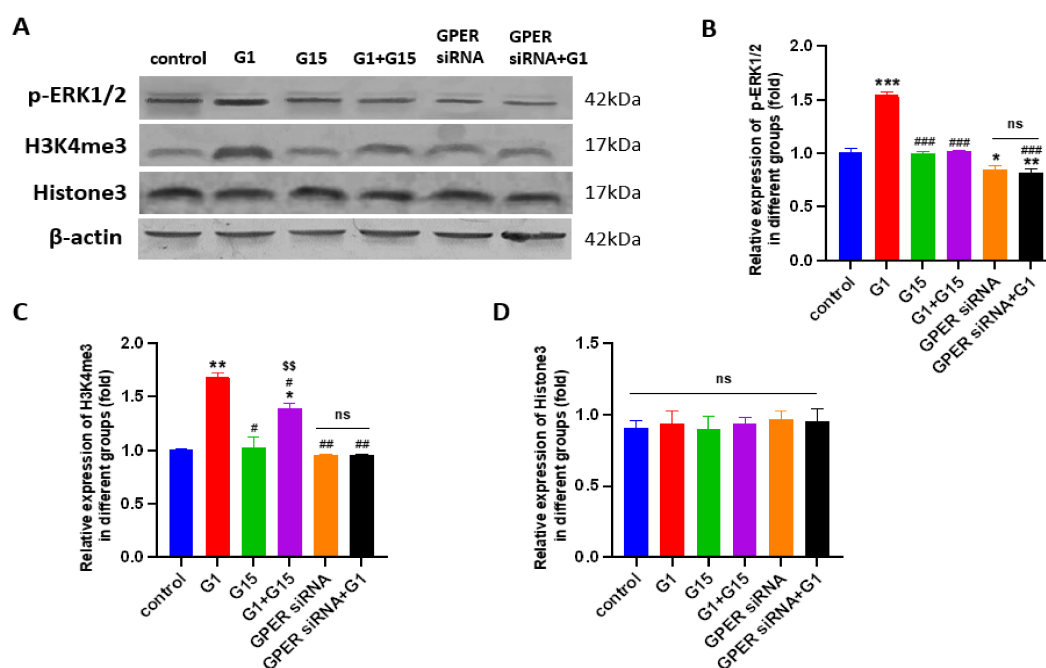 A
control
G1
G15
G1+G15
GPER
siRNA
GPER
siRNA+G1
p-ERK1/2
42kDa
H3K4me3
17kDa
Histone3
17kDa
β-actin
42kDa
B
Relative expression of p-ERK1/2
in different groups (fold)
2.0
1.5
1.0
0.5
0.0
***
###
###
*
ns
###
**
control
G1
G15
G1+G15
GPER siRNA
GPER siRNA+G1
C
Relative expression of H3K4me3
in different groups (fold)
2.0
1.5
1.0
0.5
0.0
**
#
$$
#
*
ns
##
##
control
G1
G15
G1+G15
GPER siRNA
GPER siRNA+G1
D
Relative expression of Histone3
in different groups (fold)
1.5
1.0
0.5
0.0
ns
control
G1
G15
G1+G15
GPER siRNA
GPER siRNA+G1